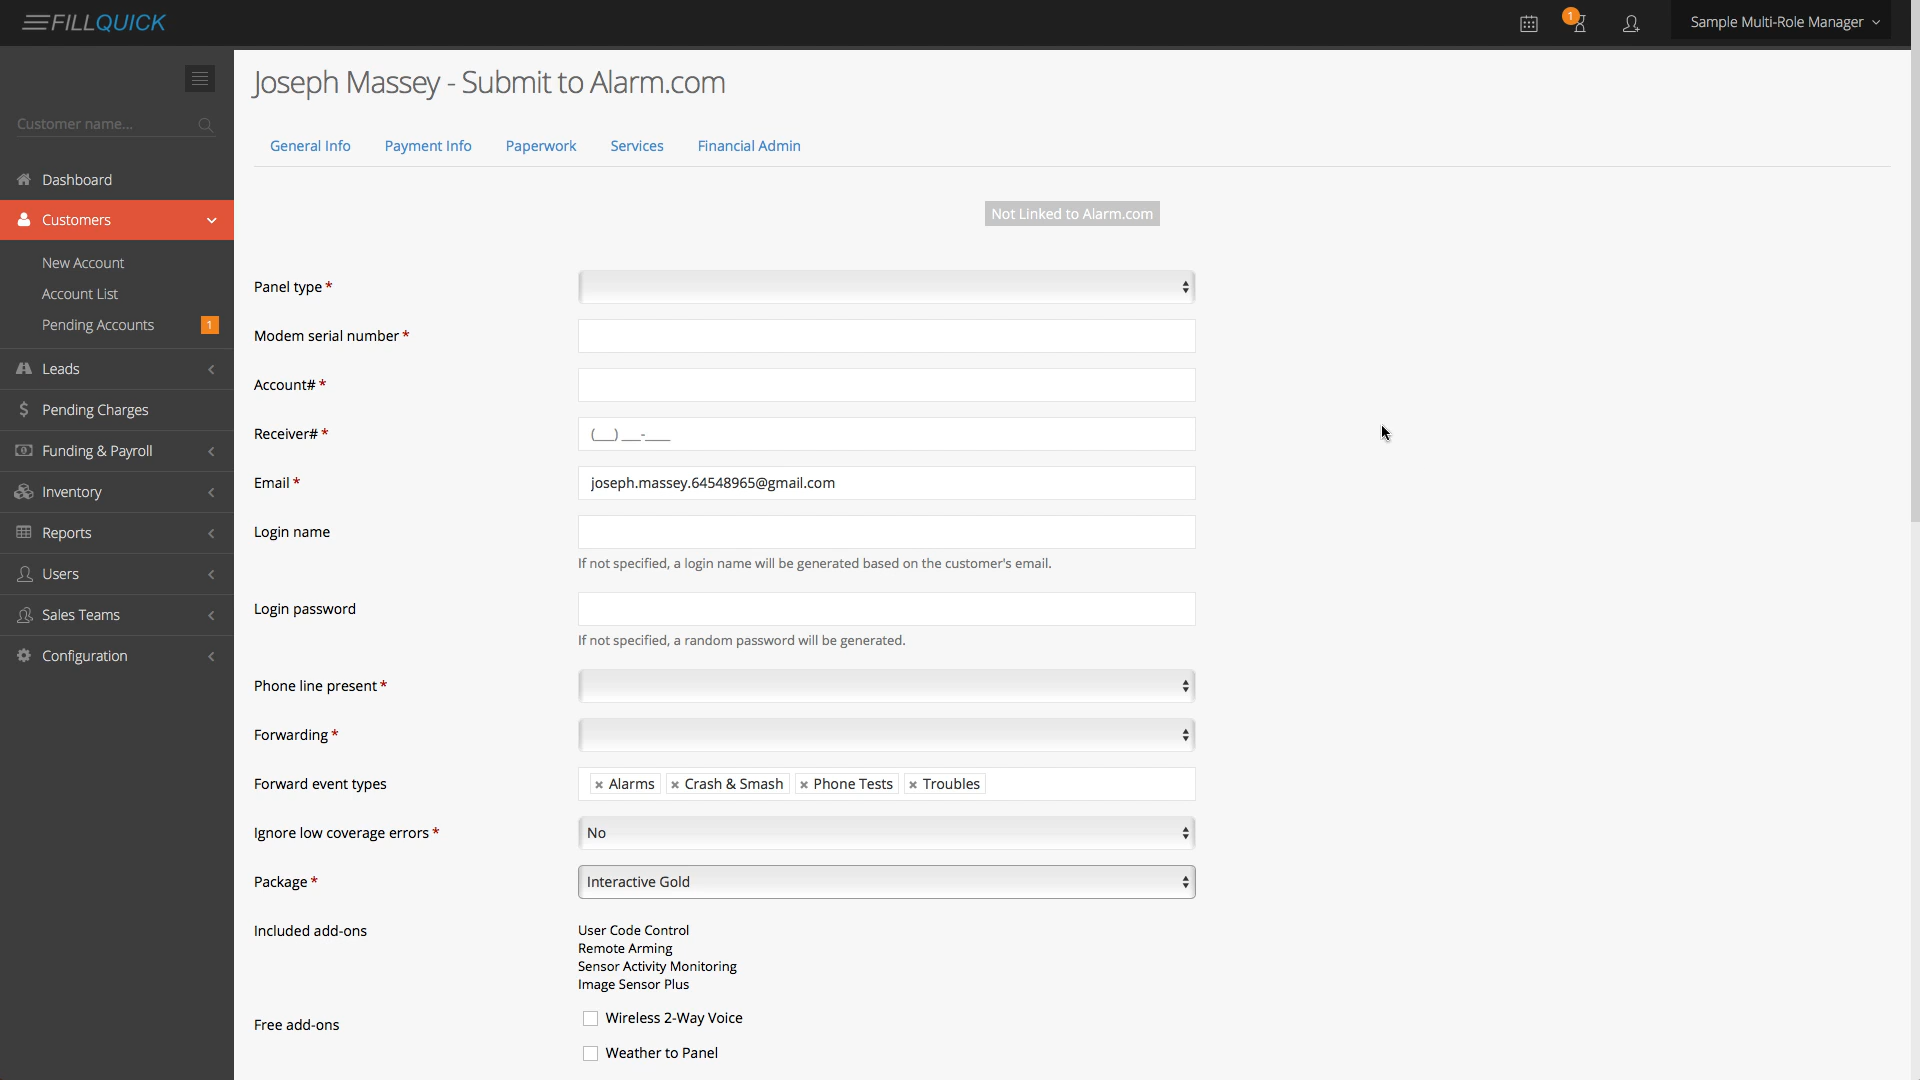 FILLQUICK
1
Sample Multi-Role Manager
Customer name...
Dashboard
Customers
New Account
Account List
Pending Accounts 1
Leads
Pending Charges
Funding & Payroll
Inventory
Reports
Users
Sales Teams
Configuration
Joseph Massey - Submit to Alarm.com
General Info Payment Info Paperwork Services Financial Admin
Not Linked to Alarm.com
Panel type *
Modem serial number *
Account# *
Receiver# * (___) ___-____
Email * joseph.massey.64548965@gmail.com
Login name
If not specified, a login name will be generated based on the customer's email.
Login password
If not specified, a random password will be generated.
Phone line present *
Forwarding *
Forward event types × Alarms × Crash & Smash × Phone Tests × Troubles
Ignore low coverage errors * No
Package * Interactive Gold
Included add-ons User Code Control
Remote Arming
Sensor Activity Monitoring
Image Sensor Plus
Free add-ons Wireless 2-Way Voice
Weather to Panel